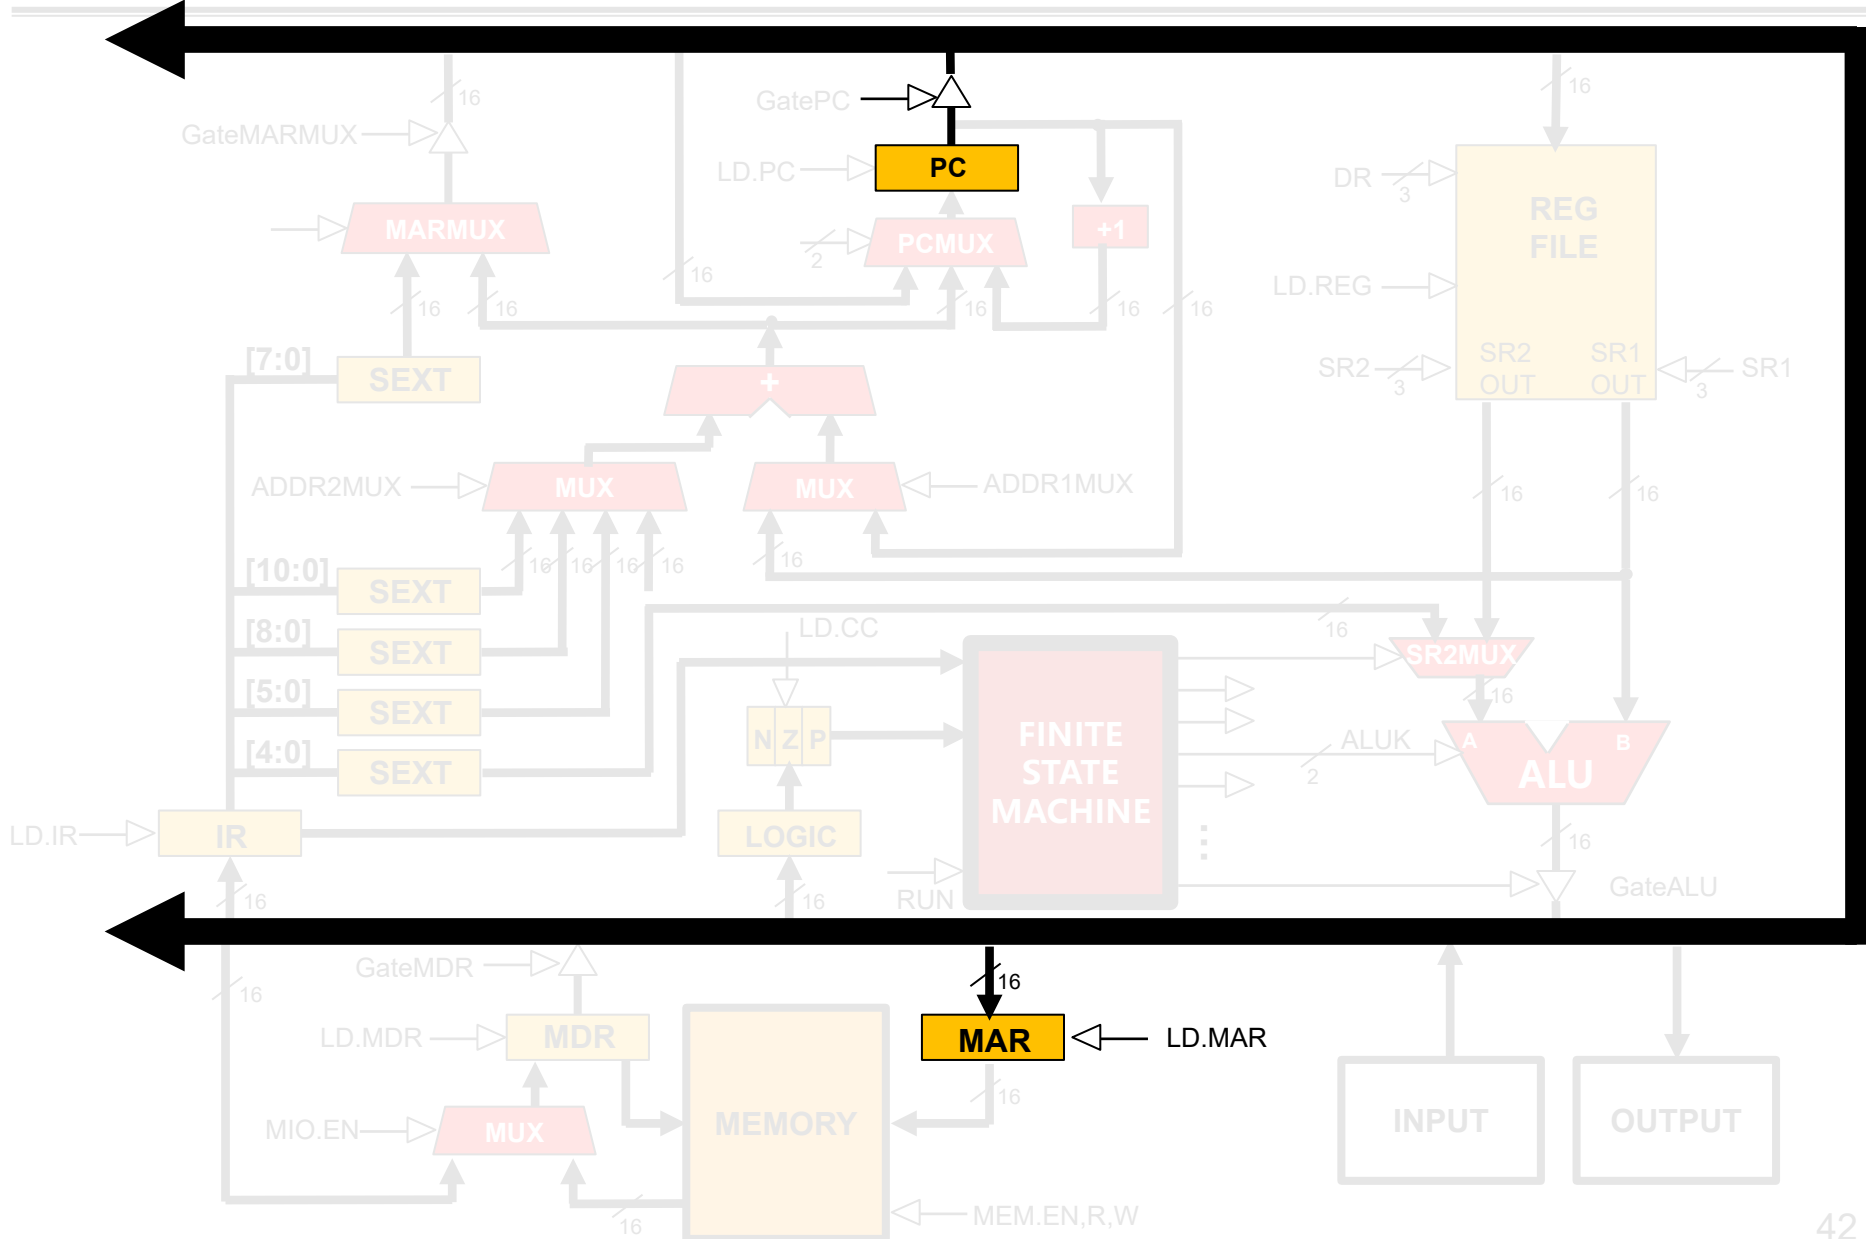 16
16
GatePC
GateMARMUX
LD.PC
PC
DR
3
REG
FILE
MARMUX
PCMUX
2
+1
16
LD.REG
16
16
16
16
16
[7:0]
SEXT
+
SR2
3
SR2
OUT
SR1
OUT
3
SR1
ADDR2MUX
MUX
MUX
ADDR1MUX
16
16
16
16
16
16
16
[10:0]
SEXT
[8:0]
SEXT
LD.CC
16
SR2MUX
[5:0]
SEXT
16
N Z P
FINITE
STATE
MACHINE
ALUK
2
A
B
ALU
[4:0]
SEXT
LD.IR
IR
LOGIC
16
16
16
RUN
GateALU
GateMDR
16
16
LD.MDR
MDR
MAR
LD.MAR
16
MIO.EN
MUX
MEMORY
INPUT
OUTPUT
16
MEM.EN,R,W
42